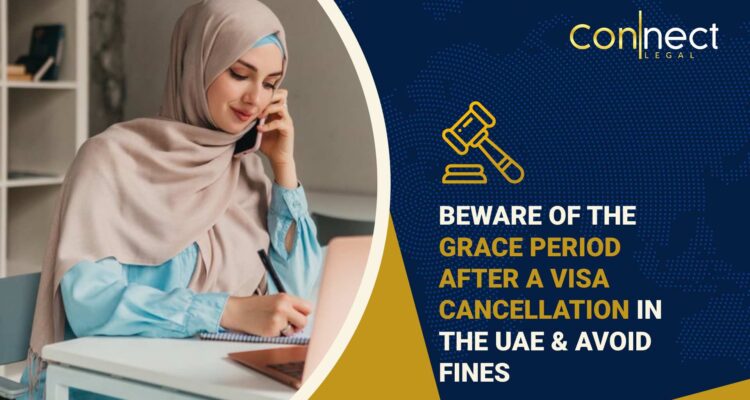 Connect
LEGAL
BEWARE OF THE
GRACE PERIOD
AFTER A VISA
CANCELLATION IN
THE UAE & AVOID
FINES